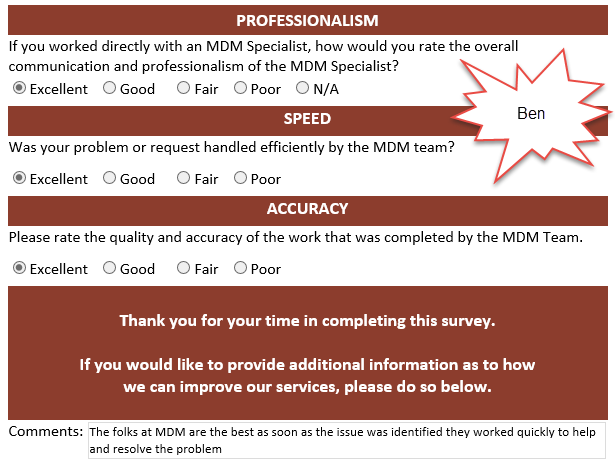 PROFESSIONALISM
If you worked directly with an MDM Specialist, how would you rate the overall
communication and professionalism of the MDM Specialist?
Excellent Good Fair Poor N/A
Ben
SPEED
Was your problem or request handled efficiently by the MDM team?
Excellent Good Fair Poor
ACCURACY
Please rate the quality and accuracy of the work that was completed by the MDM Team.
Excellent Good Fair Poor
Thank you for your time in completing this survey.
If you would like to provide additional information as to how
we can improve our services, please do so below.
Comments: The folks at MDM are the best as soon as the issue was identified they worked quickly to help
and resolve the problem